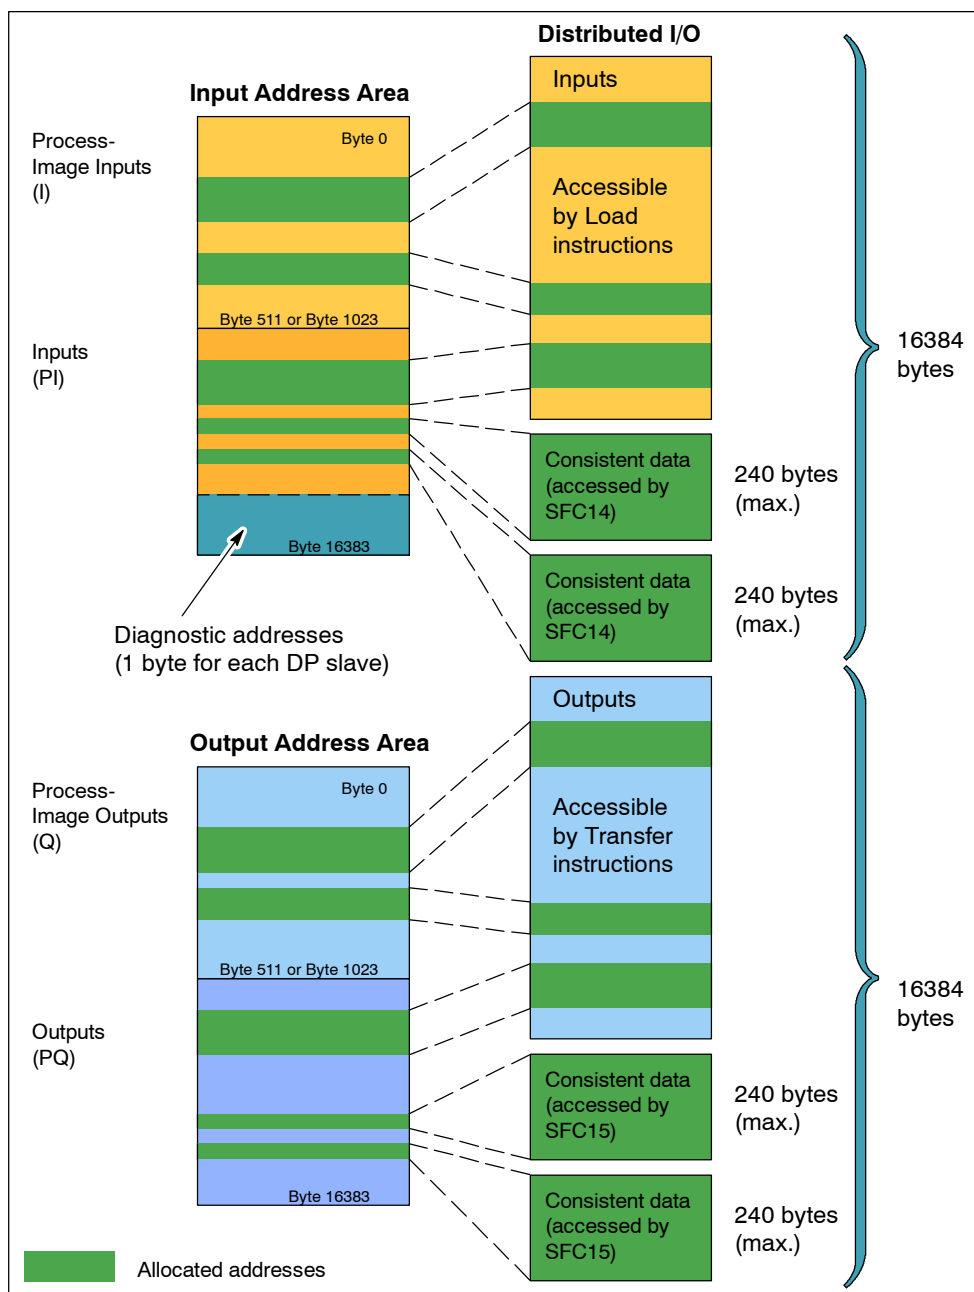 Distributed I/O
Input Address Area
Inputs
Process-
Image Inputs
(I)
Byte 0
Accessible
by Load
instructions
Byte 511 or Byte 1023
Inputs
(PI)
16384
bytes
Consistent data
(accessed by
SFC14)
240 bytes
(max.)
Byte 16383
Consistent data
(accessed by
SFC14)
240 bytes
(max.)
Diagnostic addresses
(1 byte for each DP slave)
Outputs
Output Address Area
Process-
Image Outputs
(Q)
Byte 0
Accessible
by Transfer
instructions
Byte 511 or Byte 1023
Outputs
(PQ)
16384
bytes
Consistent data
(accessed by
SFC15)
240 bytes
(max.)
Byte 16383
Consistent data
(accessed by
SFC15)
240 bytes
(max.)
Allocated addresses